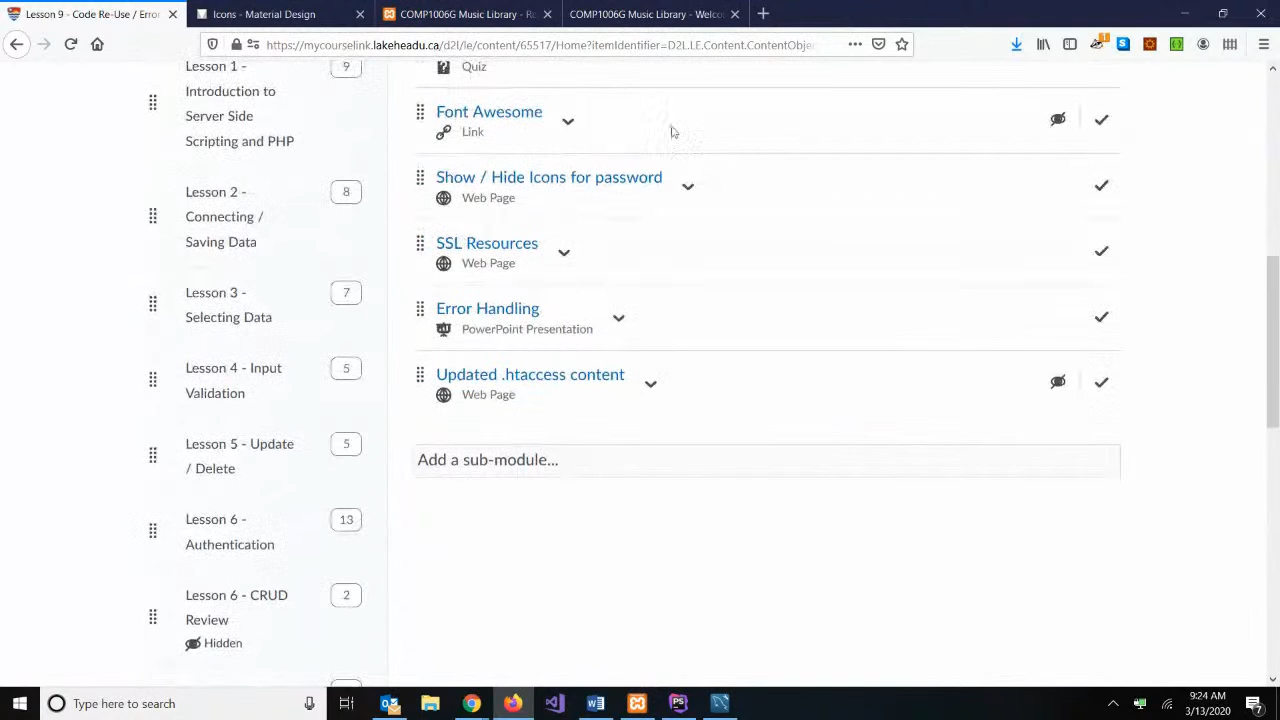 Lesson 9 - Code Re-Use / Error
Icons - Material Design
COMP1006G Music Library - Ro
COMP1006G Music Library - Welcor
https://mycourselink.lakeheadu.ca/d2l/le/content/65517/Home?itemIdentifier=D2L.LE.Content.ContentObjec
1
Lesson 1 -
Introduction to
Server Side
Scripting and PHP
9
Lesson 2 -
Connecting /
Saving Data
8
Lesson 3 -
Selecting Data
7
Lesson 4 - Input
Validation
5
Lesson 5 - Update
/ Delete
5
Lesson 6 -
Authentication
13
Lesson 6 - CRUD
Review
Hidden
2
Quiz
Font Awesome
Link
Show / Hide Icons for password
Web Page
SSL Resources
Web Page
Error Handling
PowerPoint Presentation
Updated .htaccess content
Web Page
Add a sub-module...
Type here to search
9:24 AM
3/13/2020
7